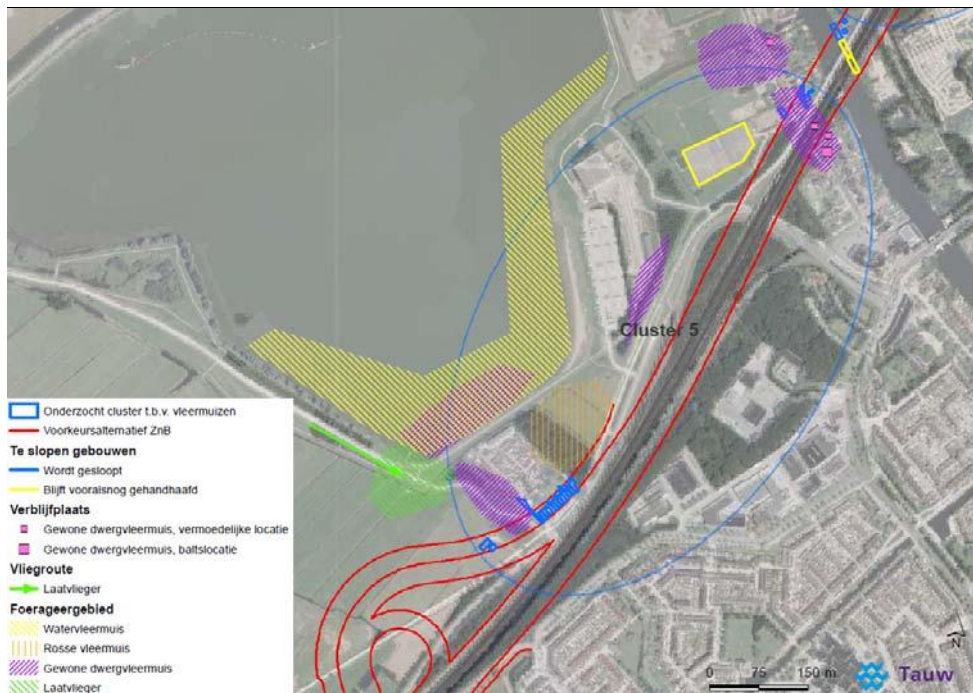 Cluster 5
Onderzocht cluster t.b.v. vleermuizen
Voorkeursalternatief ZnB
Te slopen gebouwen
Wordt gesloopt
Blijft vooralsnog gehandhaafd
Verblijfplaats
Gewone dwergvleermuis, vermoedelijke locatie
Gewone dwergvleermuis, baltslocatie
Vliegroute
Laatvlieger
Foerageergebied
Watervleermuis
Rosse vleermuis
Gewone dwergvleermuis
Laatvlieger
N
0 75 150 m
Tauw